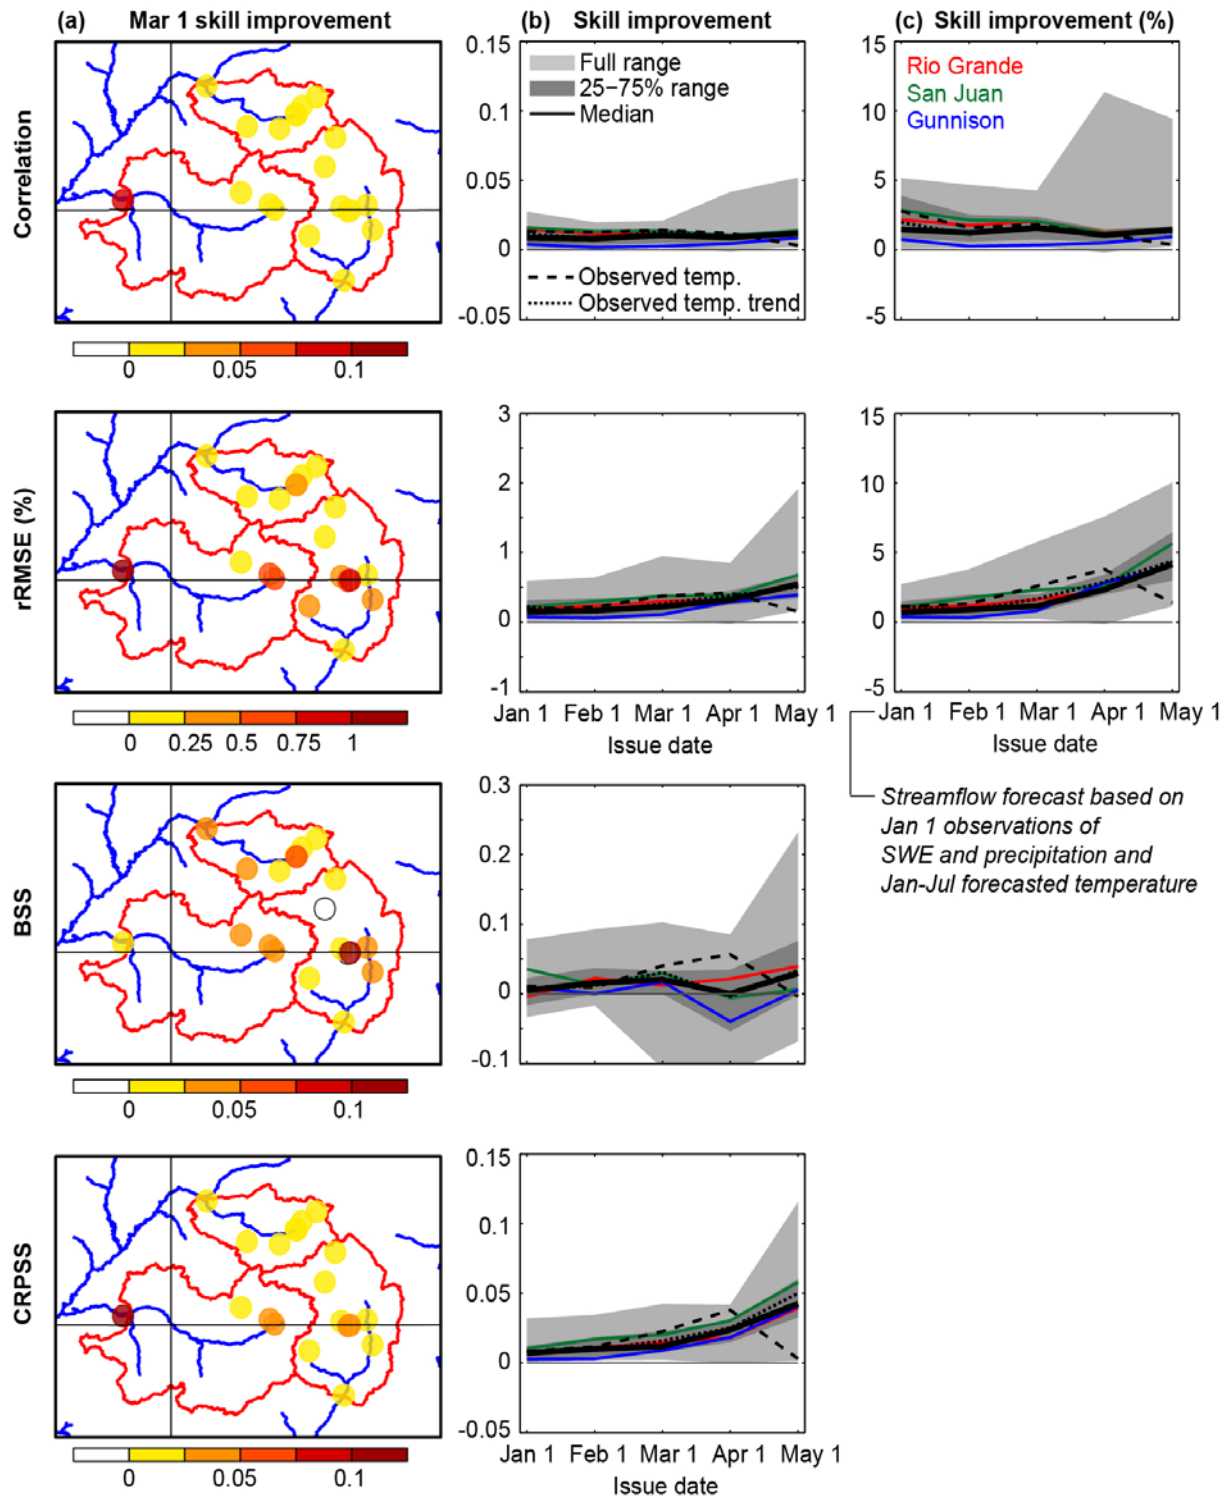 (a) Mar 1 skill improvement
(b) Skill improvement
(c) Skill improvement (%)
Correlation
0 0.05 0.1
0.15
0.1
0.05
0
-0.05
Full range
25–75% range
Median
Observed temp.
Observed temp. trend
15
10
5
0
-5
Rio Grande
San Juan
Gunnison
rRMSE (%)
0 0.25 0.5 0.75 1
3
2
1
0
-1
Jan 1 Feb 1 Mar 1 Apr 1 May 1
Issue date
15
10
5
0
-5
Jan 1 Feb 1 Mar 1 Apr 1 May 1
Issue date
Streamflow forecast based on
Jan 1 observations of
SWE and precipitation and
Jan-Jul forecasted temperature
BSS
0 0.05 0.1
0.3
0.2
0.1
0
-0.1
CRPSS
0 0.05 0.1
0.15
0.1
0.05
0
-0.05
Jan 1 Feb 1 Mar 1 Apr 1 May 1
Issue date